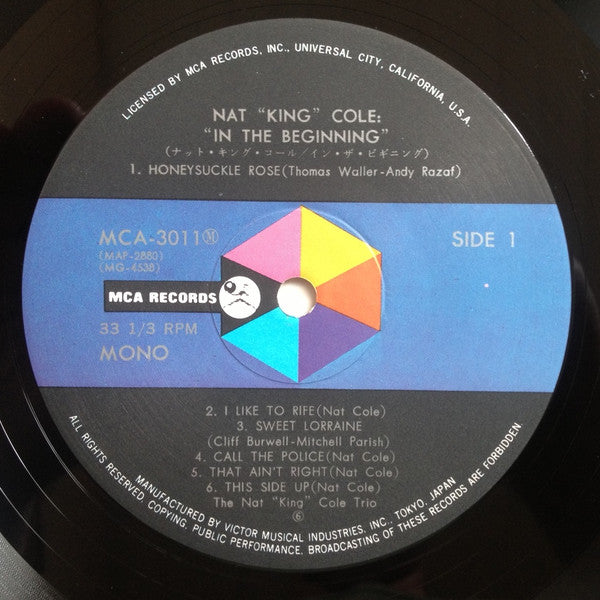 LICENSED BY MCA RECORDS, INC., UNIVERSAL CITY, CALIFORNIA, U.S.A.
NAT “KING” COLE:
“IN THE BEGINNING”
(ナット・キング・コール/イン・ザ・ビギニング)
1. HONEYSUCKLE ROSE(Thomas Waller-Andy Razaf)
MCA-3011Ⓜ
SIDE 1
(MAP-2880)
(MG-4538)
MCA RECORDS
33 1/3 RPM
MONO
2. I LIKE TO RIFE(Nat Cole)
3. SWEET LORRAINE
(Cliff Burwell-Mitchell Parish)
4. CALL THE POLICE(Nat Cole)
5. THAT AIN'T RIGHT(Nat Cole)
6. THIS SIDE UP(Nat Cole)
The Nat “King” Cole Trio
⑥
MANUFACTURED BY VICTOR MUSICAL INDUSTRIES, INC., TOKYO, JAPAN
ALL RIGHTS RESERVED. COPYING, PUBLIC PERFORMANCE, BROADCASTING OF THESE RECORDS ARE FORBIDDEN.